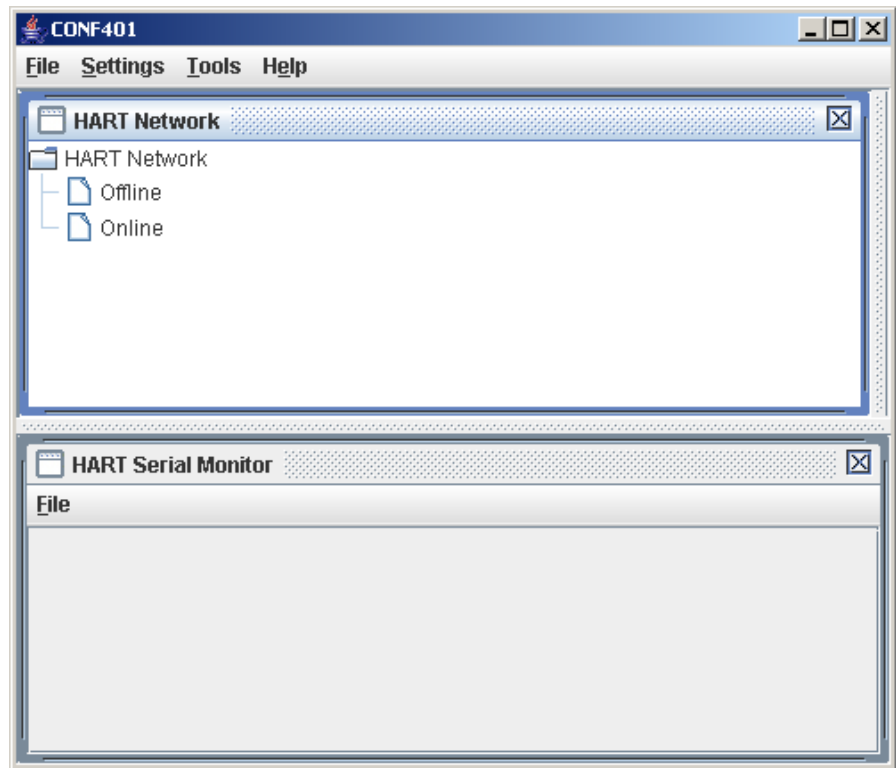 CONF401
File Settings Tools Help
HART Network
HART Network
Offline
Online
HART Serial Monitor
File